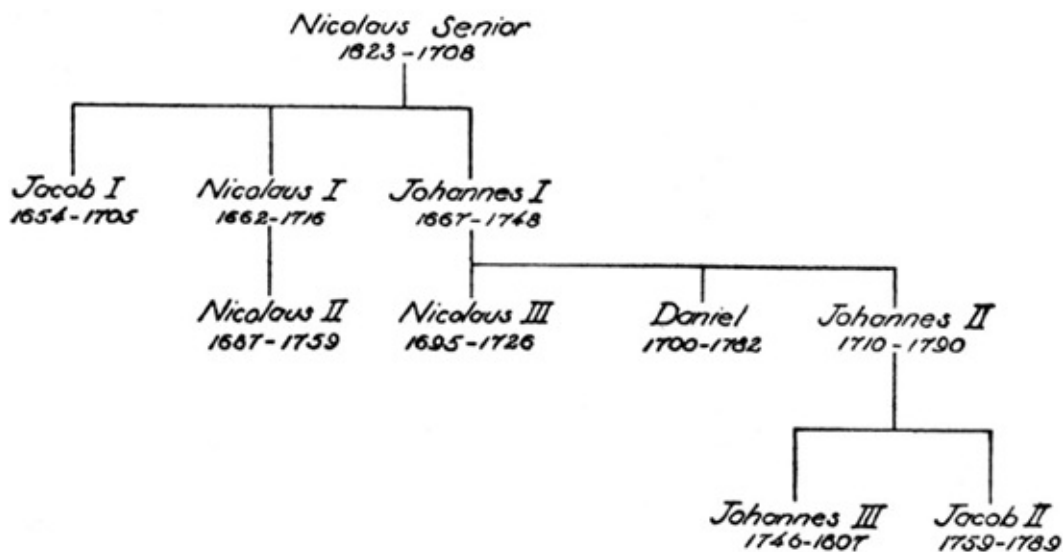 Nicolaus Senior
1623-1708
Jacob I
1654-1705
Nicolaus I
1662-1716
Johannes I
1667-1748
Nicolaus II
1687-1759
Nicolaus III
1695-1726
Daniel
1700-1782
Johannes II
1710-1790
Johannes III
1746-1807
Jacob II
1759-1789